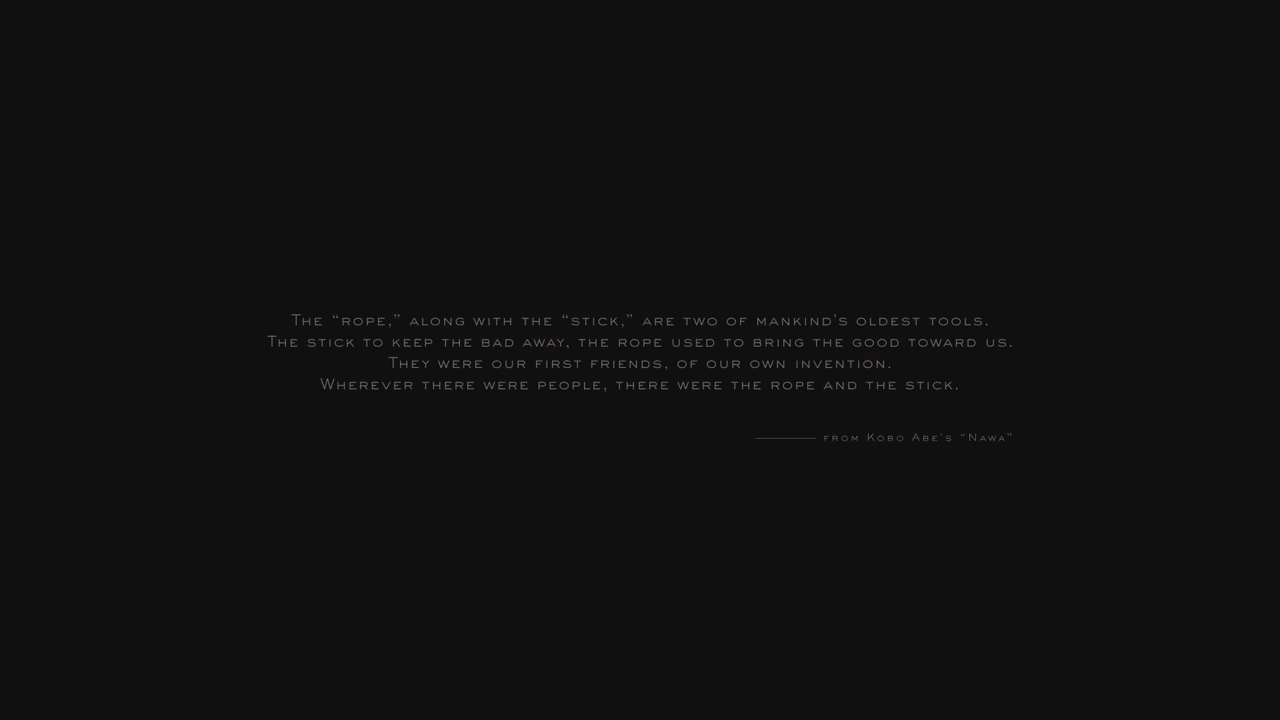 The “rope,” along with the “stick,” are two of mankind's oldest tools.
The stick to keep the bad away, the rope used to bring the good toward us.
They were our first friends, of our own invention.
Wherever there were people, there were the rope and the stick.
——— from Kobo Abe's “Nawa”